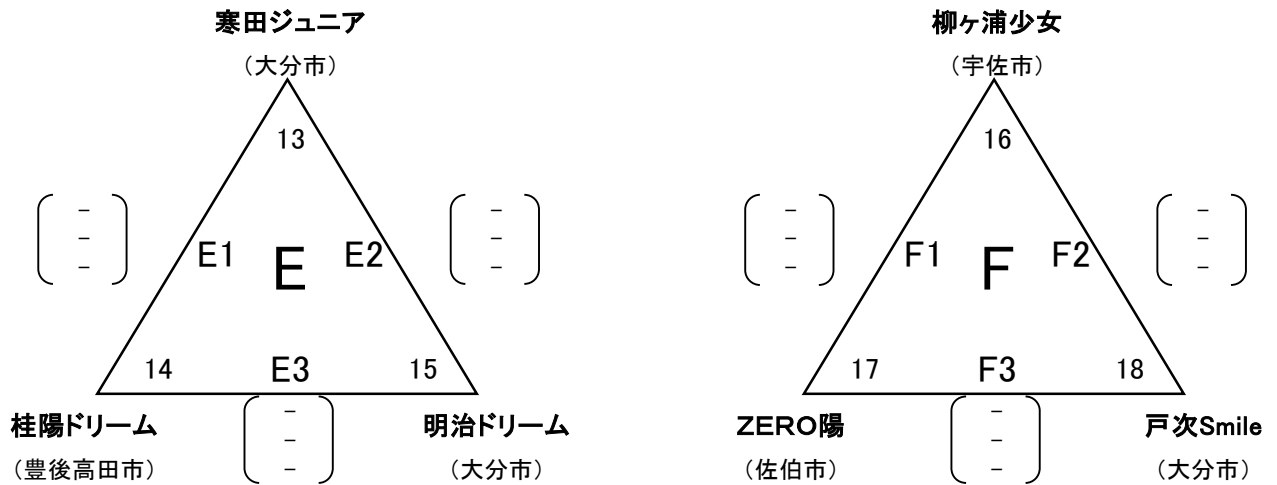 寒田ジュニア
(大分市)
13
E1
E
E2
14
E3
15
- 
- 
- 
- 
- 
- 
桂陽ドリーム
(豊後高田市)
- 
- 
- 
明治ドリーム
(大分市)
柳ヶ浦少女
(宇佐市)
16
F1
F
F2
17
F3
18
- 
- 
- 
- 
- 
- 
ZERO陽
(佐伯市)
- 
- 
- 
戸次Smile
(大分市)